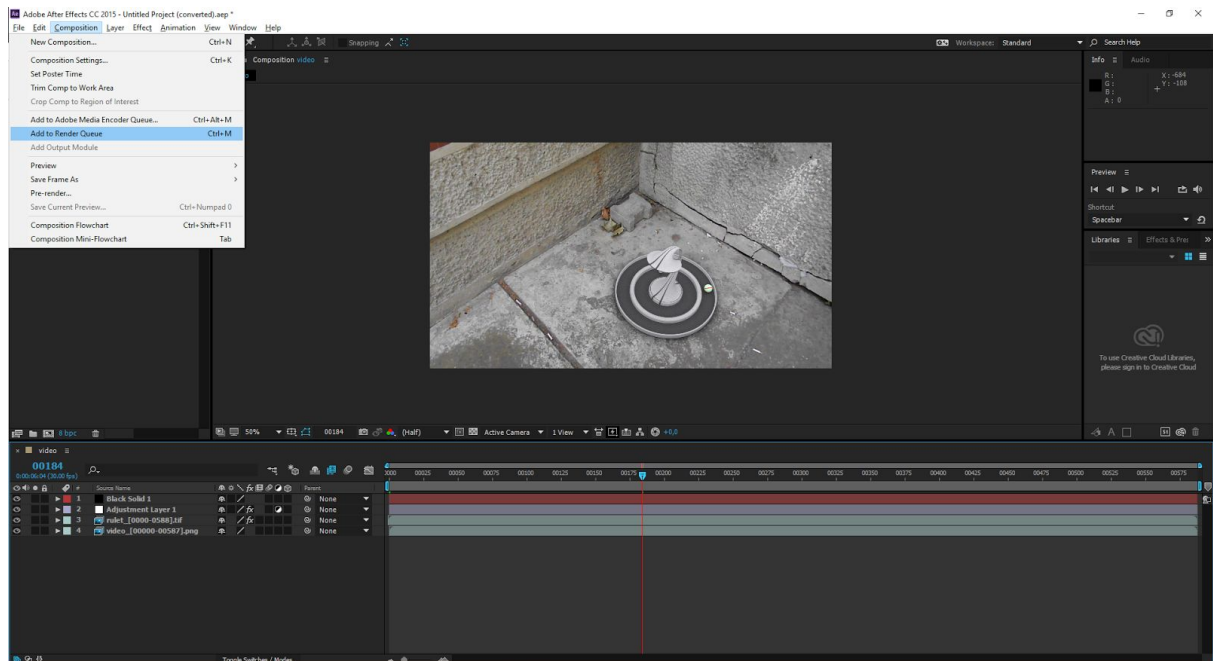 Adobe After Effects CC 2015 - Untitled Project (converted).aep *
File Edit Composition Layer Effect Animation View Window Help
New Composition... Ctrl+N
Composition Settings... Ctrl+K
Set Poster Time
Trim Comp to Work Area
Crop Comp to Region of Interest
Add to Adobe Media Encoder Queue... Ctrl+Alt+M
Add to Render Queue Ctrl+M
Add Output Module
Preview
Save Frame As
Pre-render...
Save Current Preview... Ctrl+Numpad 0
Composition Flowchart Ctrl+Shift+F11
Composition Mini-Flowchart Tab
Snapping
Workspace: Standard
Search Help
Composition video
Info Audio
R: X: -684
G: Y: -108
B:
A: 0
Preview
Shortcut
Spacebar
Libraries Effects & Pres
To use Creative Cloud Libraries,
please sign in to Creative Cloud
8 bpc
50% 00184 (Half) Active Camera 1 View +0,0
video
00184
0:00:06:04 (30.00 fps)
00025 00050 00075 00100 00125 00150 00175 00200 00225 00250 00275 00300 00325 00350 00375 00400 00425 00450 00475 00500 00525 00550 00575
# Source Name Parent
1 Black Solid 1 None
2 Adjustment Layer 1 None
3 rulet_[0000-0588].tif None
4 video_[00000-00587].png None
Toggle Switches / Modes